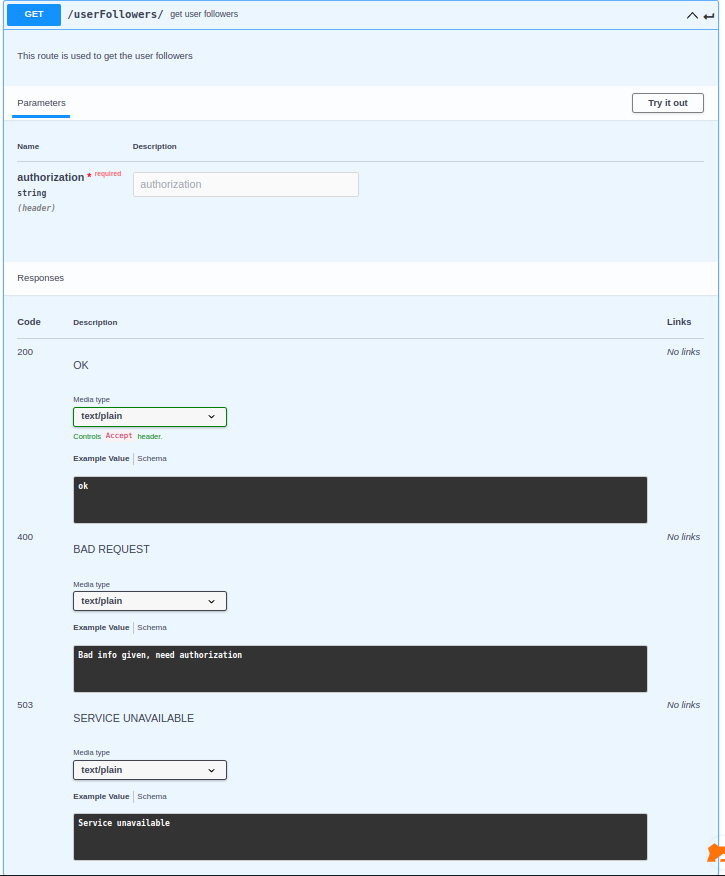 GET /userFollowers/ get user followers
This route is used to get the user followers
Parameters Try it out
Name Description
authorization * required authorization
string
(header)
Responses
Code Description Links
200 No links
OK
Media type
text/plain
Controls Accept header.
Example Value Schema
ok
400 No links
BAD REQUEST
Media type
text/plain
Example Value Schema
Bad info given, need authorization
503 No links
SERVICE UNAVAILABLE
Media type
text/plain
Example Value Schema
Service unavailable